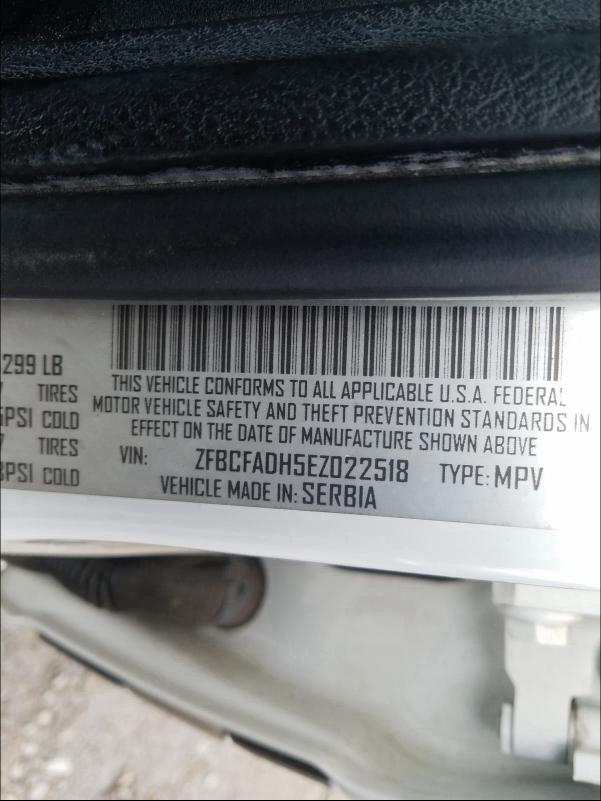 299 LB
TIRES
PSI COLD
TIRES
PSI COLD
THIS VEHICLE CONFORMS TO ALL APPLICABLE U.S.A. FEDERAL
MOTOR VEHICLE SAFETY AND THEFT PREVENTION STANDARDS IN
EFFECT ON THE DATE OF MANUFACTURE SHOWN ABOVE
VIN: ZFBCFADH5EZ022518 TYPE: MPV
VEHICLE MADE IN: SERBIA